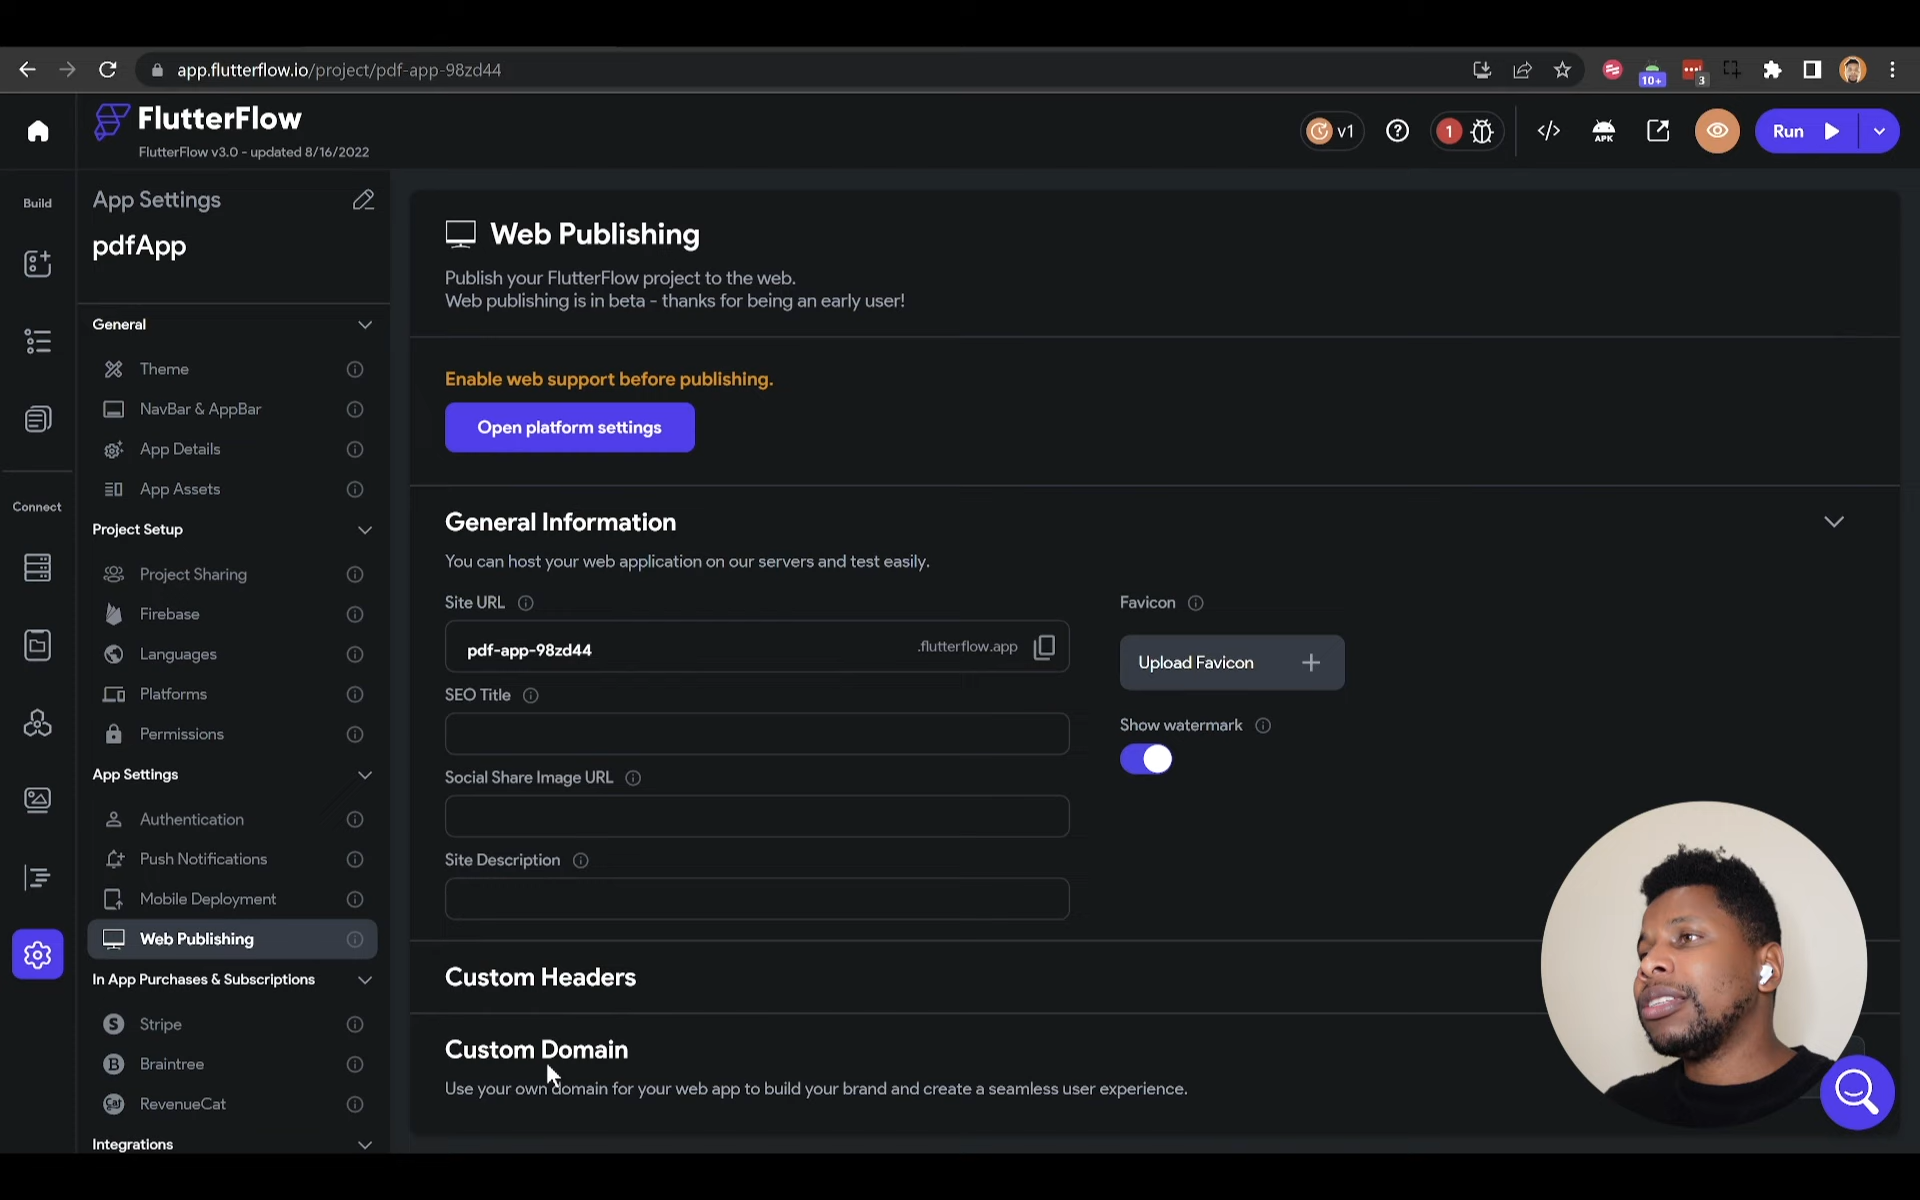 app.flutterflow.io/project/pdf-app-98zd44
10+
3
FlutterFlow
FlutterFlow v3.0 - updated 8/16/2022
v1
1
</>
APK
Run
Build
Connect
App Settings
pdfApp
General
Theme
NavBar & AppBar
App Details
App Assets
Project Setup
Project Sharing
Firebase
Languages
Platforms
Permissions
App Settings
Authentication
Push Notifications
Mobile Deployment
Web Publishing
In App Purchases & Subscriptions
Stripe
Braintree
RevenueCat
Integrations
Web Publishing
Publish your FlutterFlow project to the web.
Web publishing is in beta - thanks for being an early user!
Enable web support before publishing.
Open platform settings
General Information
You can host your web application on our servers and test easily.
Site URL
pdf-app-98zd44 .flutterflow.app
SEO Title
Social Share Image URL
Site Description
Favicon
Upload Favicon +
Show watermark
Custom Headers
Custom Domain
Use your own domain for your web app to build your brand and create a seamless user experience.